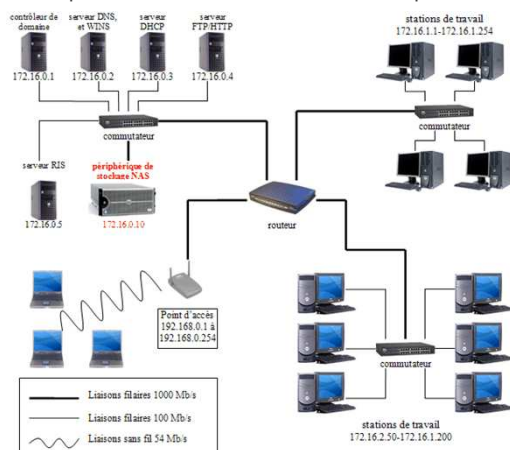 contrôleur de
domaine
serveur DNS,
et WINS
serveur
DHCP
serveur
FTP/HTTP
172.16.0.1
172.16.0.2
172.16.0.3
172.16.0.4
commutateur
serveur RIS
172.16.0.5
périphérique de
stockage NAS
172.16.0.10
stations de travail
172.16.1.1-172.16.1.254
commutateur
routeur
Point d'accès
192.168.0.1 à
192.168.0.254
commutateur
stations de travail
172.16.2.50-172.16.1.200
Liaisons filaires 1000 Mb/s
Liaisons filaires 100 Mb/s
Liaisons sans fil 54 Mb/s